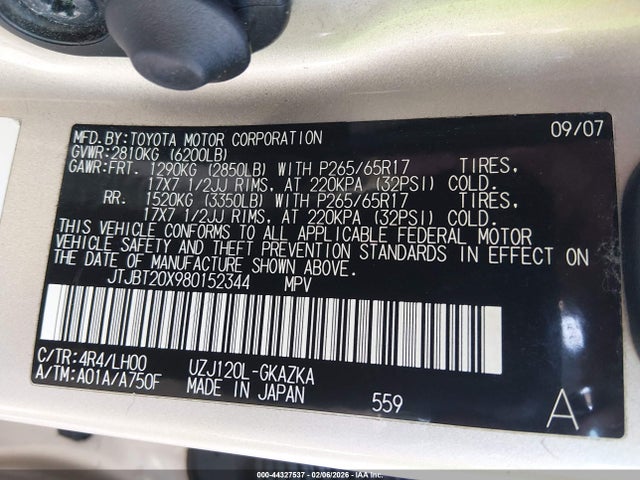 MFD. BY: TOYOTA MOTOR CORPORATION 09/07
GVWR: 2810KG (6200LB)
GAWR: FRT. 1290KG (2850LB) WITH P265/65R17 TIRES,
17X7 1/2JJ RIMS, AT 220KPA (32PSI) COLD.
RR. 1520KG (3350LB) WITH P265/65R17 TIRES,
17X7 1/2JJ RIMS, AT 220KPA (32PSI) COLD.
THIS VEHICLE CONFORMS TO ALL APPLICABLE FEDERAL MOTOR
VEHICLE SAFETY AND THEFT PREVENTION STANDARDS IN EFFECT ON
THE DATE OF MANUFACTURE SHOWN ABOVE.
JTJBT20X980152344 MPV
C/TR: 4R4/LH00 UZJ120L-GKAZKA
A/TM: A01A/A750F MADE IN JAPAN 559 A
000-44327537 - 02/06/2026 - IAA Inc.